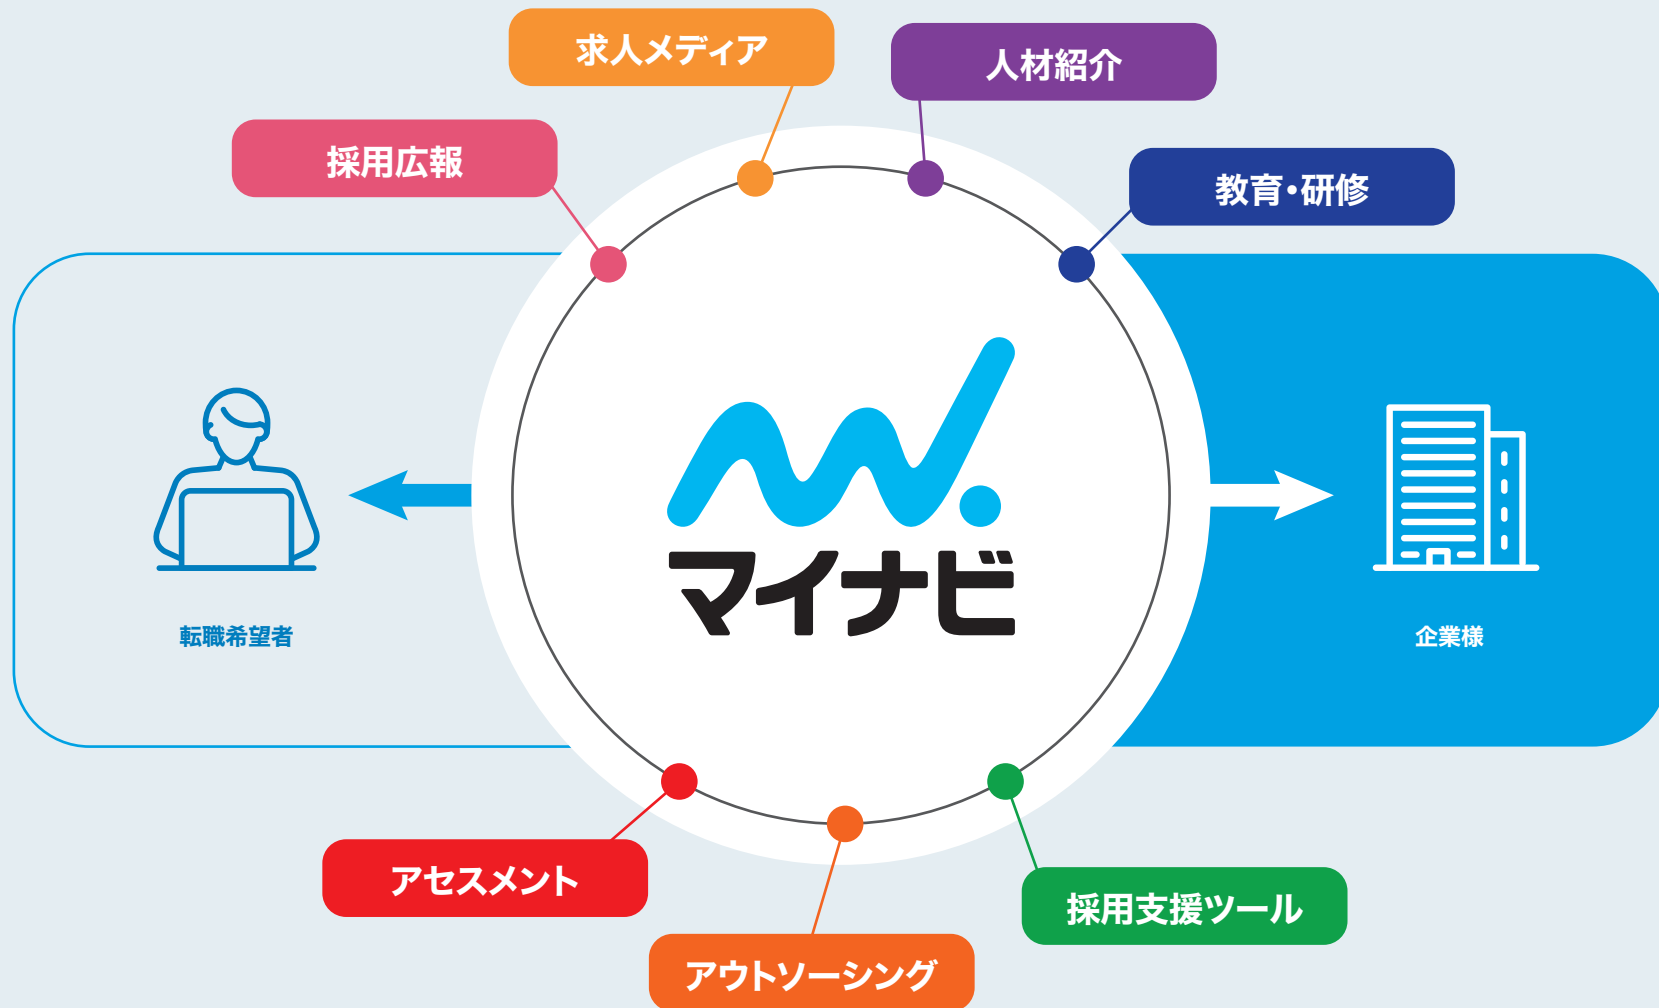 求人メディア
人材紹介
採用広報
教育・研修
マイナビ
転職希望者
企業様
アセスメント
採用支援ツール
アウトソーシング